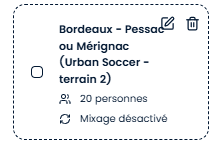 Bordeaux - Pessac
ou Mérignac
(Urban Soccer -
terrain 2)
20 personnes
Mixage désactivé